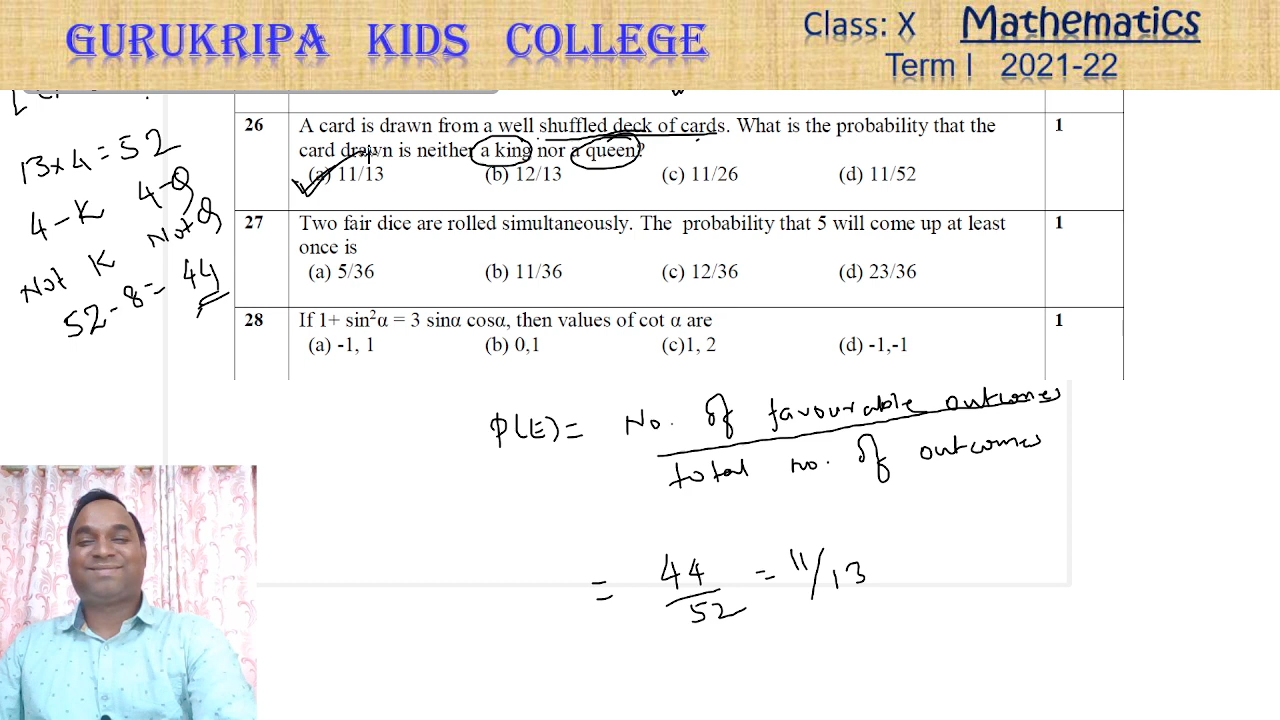 GURUKRIPA KIDS COLLEGE
Class: X Mathematics
Term I 2021-22
26 A card is drawn from a well shuffled deck of cards. What is the probability that the 1
card drawn is neither a king nor a queen?
(a) 11/13 (b) 12/13 (c) 11/26 (d) 11/52
27 Two fair dice are rolled simultaneously. The probability that 5 will come up at least 1
once is
(a) 5/36 (b) 11/36 (c) 12/36 (d) 23/36
28 If 1+ sin²α = 3 sinα cosα, then values of cot α are 1
(a) -1, 1 (b) 0,1 (c)1, 2 (d) -1,-1
13x4=52
4-K 4-Q
Not K Not Q
52-8= 44
P(E)= No. of favourable outcomes
total no. of outcomes
= 44 = 11/13
52